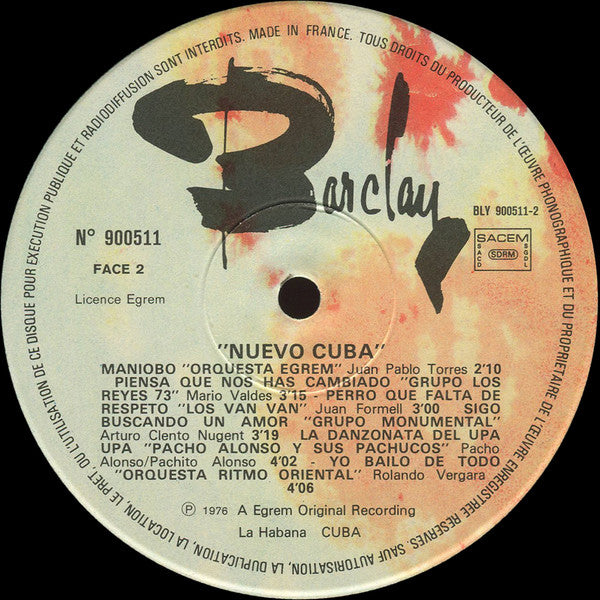 MADE IN FRANCE. TOUS DROITS DU PRODUCTEUR DE L'ŒUVRE PHONOGRAPHIQUE ET DU PROPRIETAIRE DE L'ŒUVRE ENREGISTREE RESERVES. SAUF AUTORISATION, LA DUPLICATION, LA LOCATION, LE PRET, OU L'UTILISATION DE CE DISQUE POUR EXECUTION PUBLIQUE ET RADIODIFFUSION SONT INTERDITS.
Barclay
BLY 900511-2
N° 900511
SACEM
SACD
SDRM
SGDL
FACE 2
Licence Egrem
"NUEVO CUBA"
MANIOBO "ORQUESTA EGREM" Juan Pablo Torres 2'10
PIENSA QUE NOS HAS CAMBIADO "GRUPO LOS
REYES 73" Mario Valdes 3'15 - PERRO QUE FALTA DE
RESPETO "LOS VAN VAN" Juan Formell 3'00 SIGO
BUSCANDO UN AMOR "GRUPO MONUMENTAL"
Arturo Clento Nugent 3'19 LA DANZONATA DEL UPA
UPA "PACHO ALONSO Y SUS PACHUCOS" Pacho
Alonso/Pachito Alonso 4'02 - YO BAILO DE TODO
"ORQUESTA RITMO ORIENTAL" Rolando Vergara
4'06
Ⓟ 1976 A Egrem Original Recording
La Habana CUBA